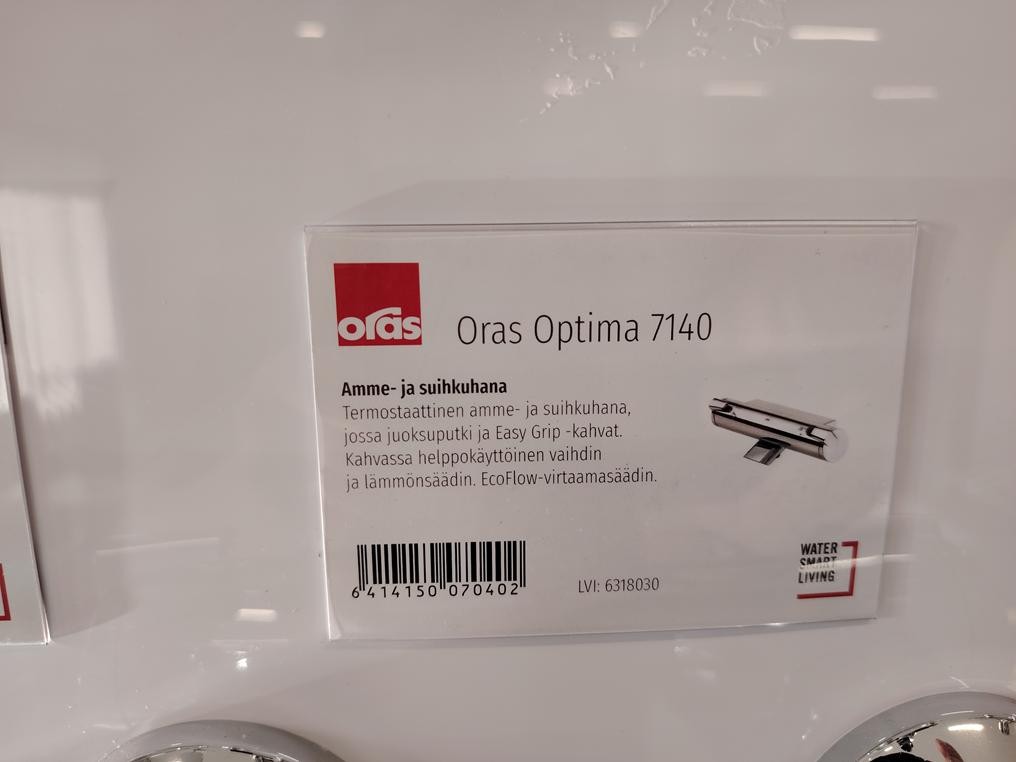 oras
Oras Optima 7140
Amme- ja suihkuhana
Termostaattinen amme- ja suihkuhana,
jossa juoksuputki ja Easy Grip -kahvat.
Kahvassa helppokäyttöinen vaihdin
ja lämmönsäädin. EcoFlow-virtaamasäädin.
6 414150 070402
LVI: 6318030
WATER
SMART
LIVING